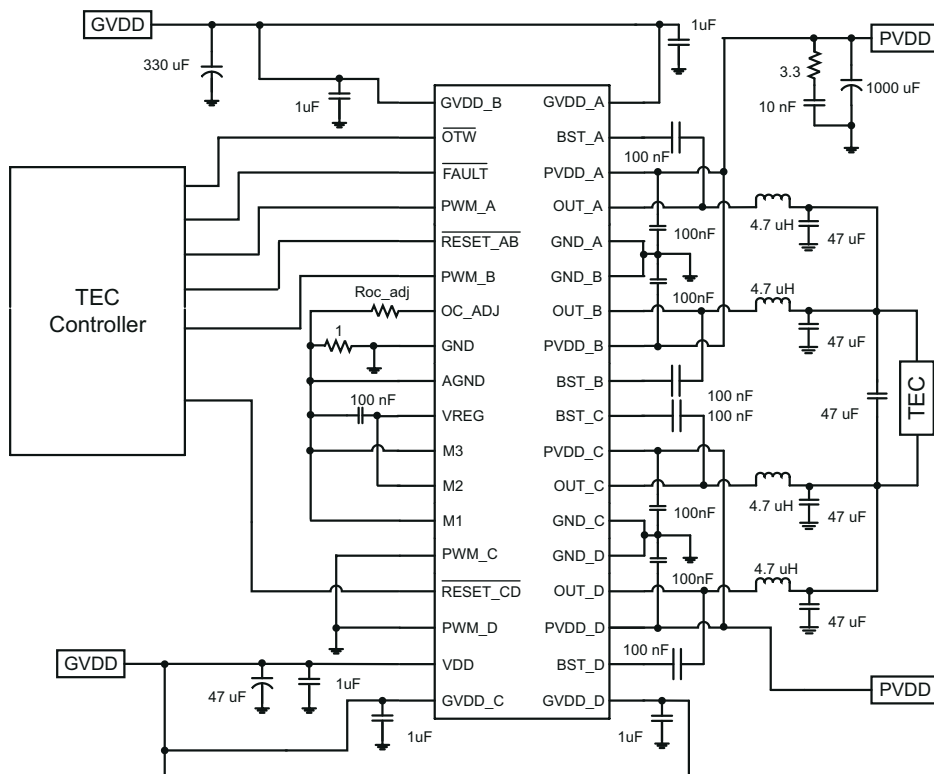 GVDD
1uF
PVDD
330 uF
3.3
1uF
10 nF
1000 uF
GVDD_B
GVDD_A
OTW
BST_A
100 nF
FAULT
PVDD_A
PWM_A
OUT_A
4.7 uH
47 uF
100nF
RESET_AB
GND_A
TEC
Controller
PWM_B
GND_B
4.7 uH
Roc_adj
100nF
OC_ADJ
OUT_B
1
47 uF
GND
PVDD_B
AGND
BST_B
TEC
100 nF
100 nF
100 nF
VREG
BST_C
47 uF
M3
PVDD_C
M2
OUT_C
4.7 uH
100nF
47 uF
M1
GND_C
PWM_C
GND_D
4.7 uH
100nF
RESET_CD
OUT_D
47 uF
PWM_D
PVDD_D
100 nF
GVDD
VDD
BST_D
47 uF
1uF
PVDD
GVDD_C
GVDD_D
1uF
1uF